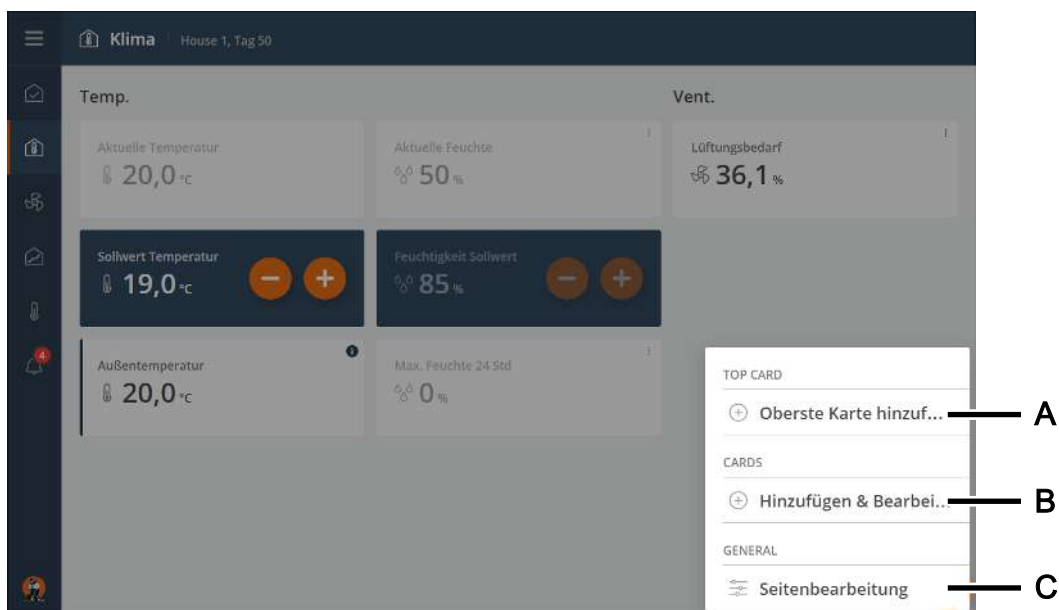 Klima House 1, Tag 50
Temp.
Vent.
Aktuelle Temperatur
20,0 °C
Aktuelle Feuchte
50 %
Lüftungsbedarf
36,1 %
Sollwert Temperatur
19,0 °C
Feuchtigkeit Sollwert
85 %
Außentemperatur
20,0 °C
Max. Feuchte 24 Std
0 %
4
TOP CARD
Oberste Karte hinzuf...
A
CARDS
Hinzufügen & Bearbei...
B
GENERAL
Seitenbearbeitung
C